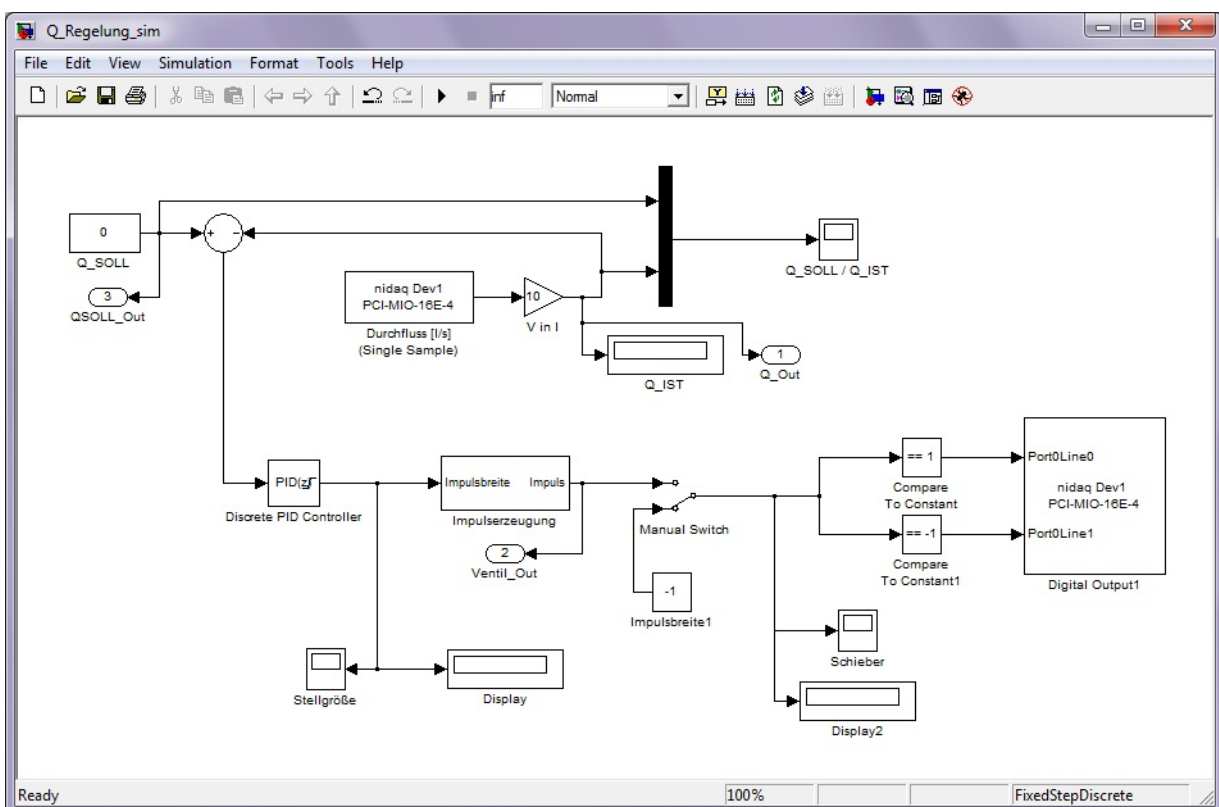 Q_Regelung_sim
File Edit View Simulation Format Tools Help
inf Normal
0
Q_SOLL
3
QSOLL_Out
+ −
nidaq Dev1
PCI-MIO-16E-4
Durchfluss [l/s]
(Single Sample)
10
V in I
Q_SOLL / Q_IST
Q_IST
1
Q_Out
PID(z)
Discrete PID Controller
Impulsbreite Impuls
Impulserzeugung
2
Ventil_Out
Manual Switch
-1
Impulsbreite1
== 1
Compare
To Constant
== -1
Compare
To Constant1
Port0Line0
nidaq Dev1
PCI-MIO-16E-4
Port0Line1
Digital Output1
Stellgröße
Display
Schieber
Display2
Ready 100% FixedStepDiscrete